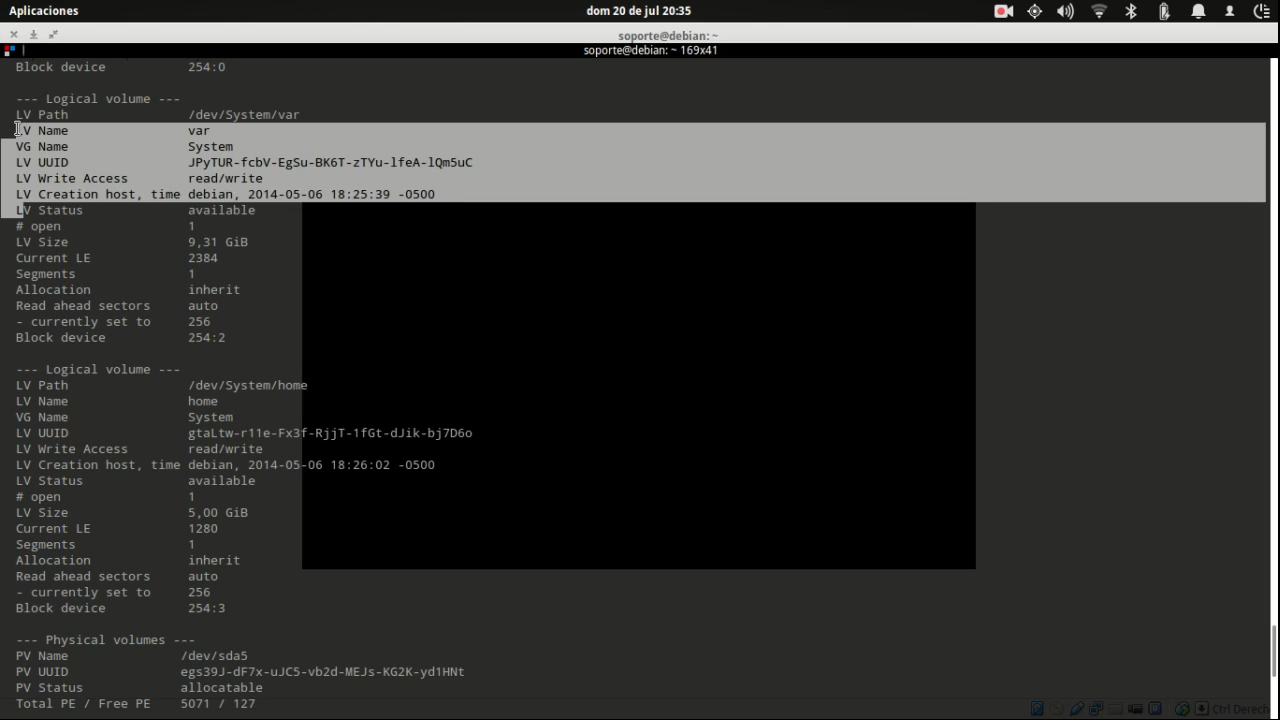 Aplicaciones dom 20 de jul 20:35
soporte@debian: ~
soporte@debian: ~ 169x41
Block device 254:0
--- Logical volume ---
LV Path /dev/System/var
LV Name var
VG Name System
LV UUID JPyTUR-fcbV-EgSu-BK6T-zTYu-lfeA-lQm5uC
LV Write Access read/write
LV Creation host, time debian, 2014-05-06 18:25:39 -0500
LV Status available
# open 1
LV Size 9,31 GiB
Current LE 2384
Segments 1
Allocation inherit
Read ahead sectors auto
- currently set to 256
Block device 254:2
--- Logical volume ---
LV Path /dev/System/home
LV Name home
VG Name System
LV UUID gtaLtw-r11e-Fx3f-RjjT-1fGt-dJik-bj7D6o
LV Write Access read/write
LV Creation host, time debian, 2014-05-06 18:26:02 -0500
LV Status available
# open 1
LV Size 5,00 GiB
Current LE 1280
Segments 1
Allocation inherit
Read ahead sectors auto
- currently set to 256
Block device 254:3
--- Physical volumes ---
PV Name /dev/sda5
PV UUID egs39J-dF7x-uJC5-vb2d-MEJs-KG2K-yd1HNt
PV Status allocatable
Total PE / Free PE 5071 / 127
Ctrl Derech